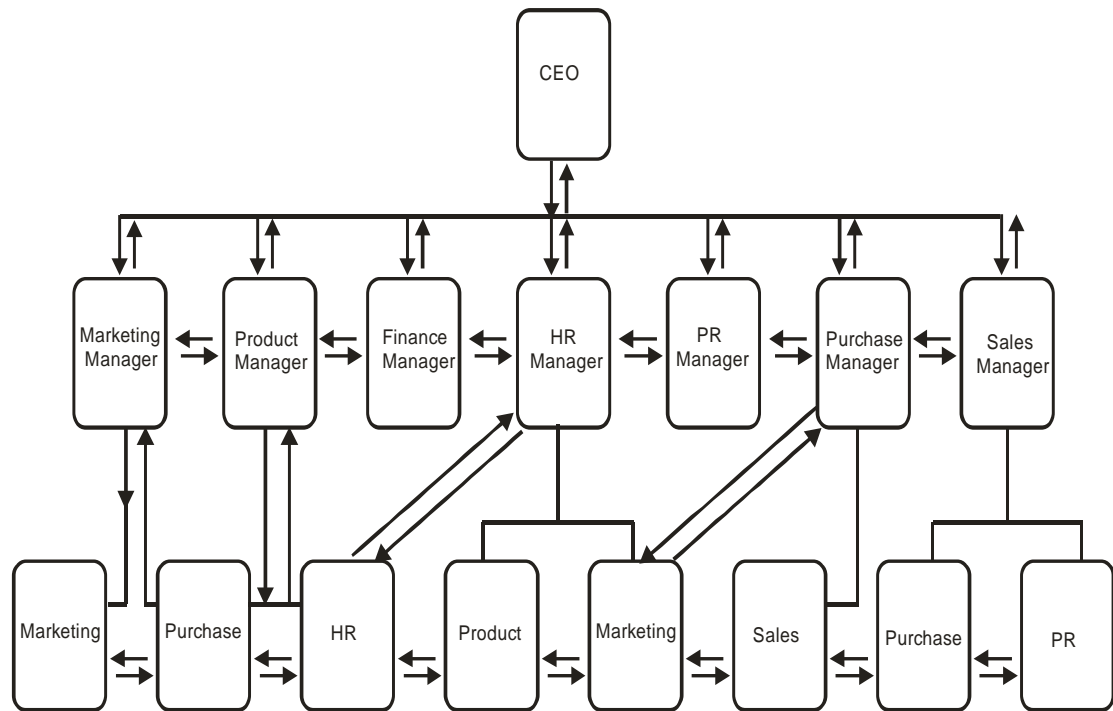 CEO
Marketing
Manager
Product
Manager
Finance
Manager
HR
Manager
PR
Manager
Purchase
Manager
Sales
Manager
Marketing
Purchase
HR
Product
Marketing
Sales
Purchase
PR